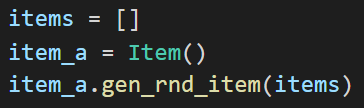 items = []
item_a = Item()
item_a.gen_rnd_item(items)